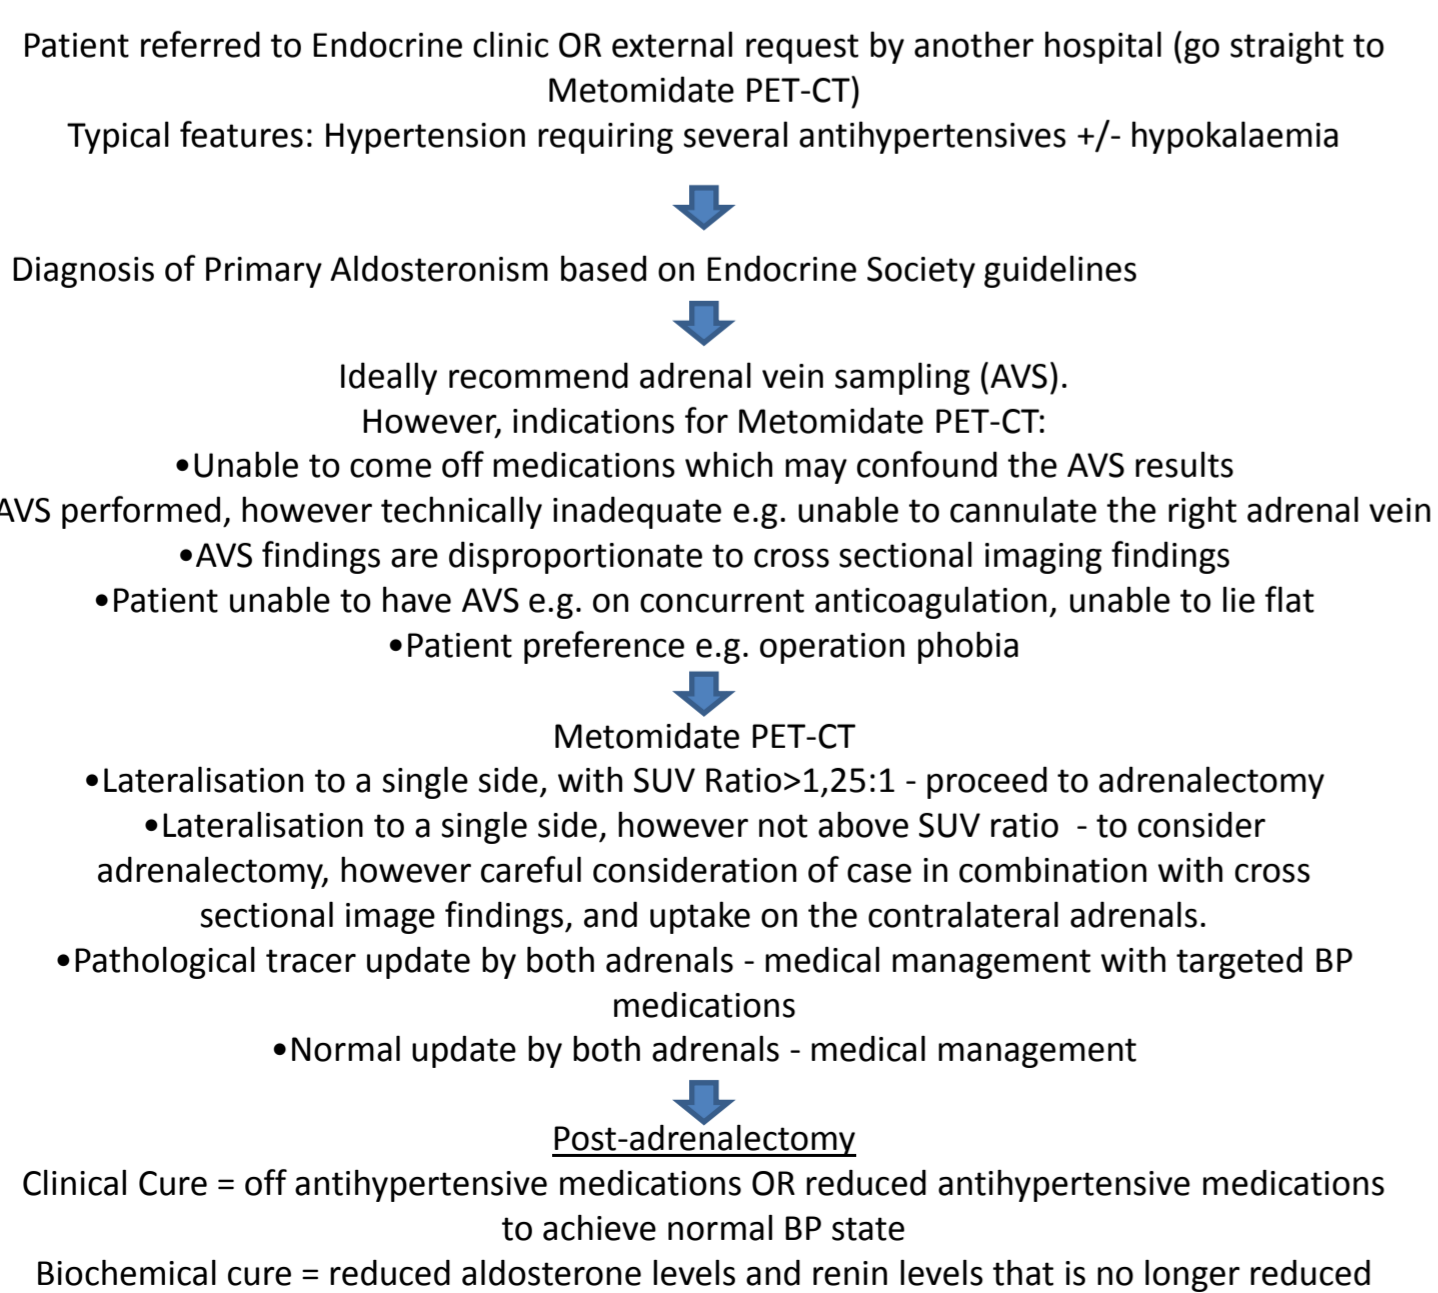 Patient referred to Endocrine clinic OR external request by another hospital (go straight to
Metomidate PET-CT)
Typical features: Hypertension requiring several antihypertensives +/- hypokalaemia
Diagnosis of Primary Aldosteronism based on Endocrine Society guidelines
Ideally recommend adrenal vein sampling (AVS).
However, indications for Metomidate PET-CT:
•Unable to come off medications which may confound the AVS results
AVS performed, however technically inadequate e.g. unable to cannulate the right adrenal vein
•AVS findings are disproportionate to cross sectional imaging findings
•Patient unable to have AVS e.g. on concurrent anticoagulation, unable to lie flat
•Patient preference e.g. operation phobia
Metomidate PET-CT
•Lateralisation to a single side, with SUV Ratio>1,25:1 - proceed to adrenalectomy
•Lateralisation to a single side, however not above SUV ratio  - to consider
adrenalectomy, however careful consideration of case in combination with cross
sectional image findings, and uptake on the contralateral adrenals.
•Pathological tracer update by both adrenals - medical management with targeted BP
medications
•Normal update by both adrenals - medical management
Post-adrenalectomy
Clinical Cure = off antihypertensive medications OR reduced antihypertensive medications
to achieve normal BP state
Biochemical cure = reduced aldosterone levels and renin levels that is no longer reduced